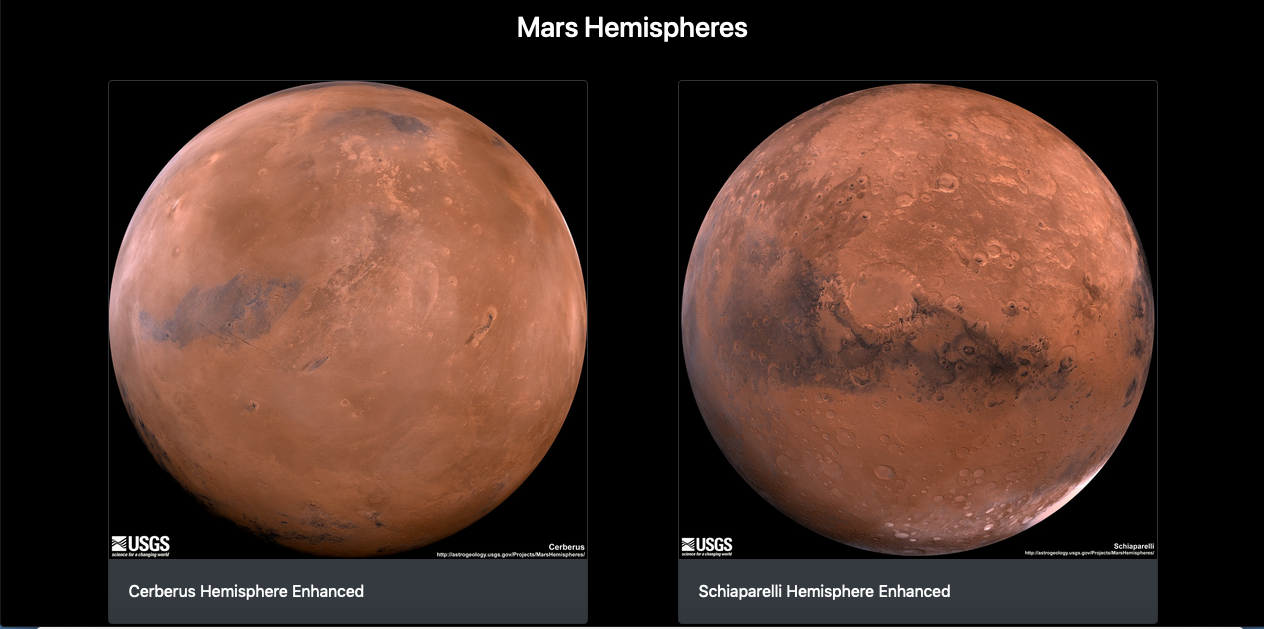 Mars Hemispheres
USGS
science for a changing world
Cerberus
http://astrogeology.usgs.gov/Projects/MarsHemispheres/
Cerberus Hemisphere Enhanced
USGS
science for a changing world
Schiaparelli
http://astrogeology.usgs.gov/Projects/MarsHemispheres/
Schiaparelli Hemisphere Enhanced